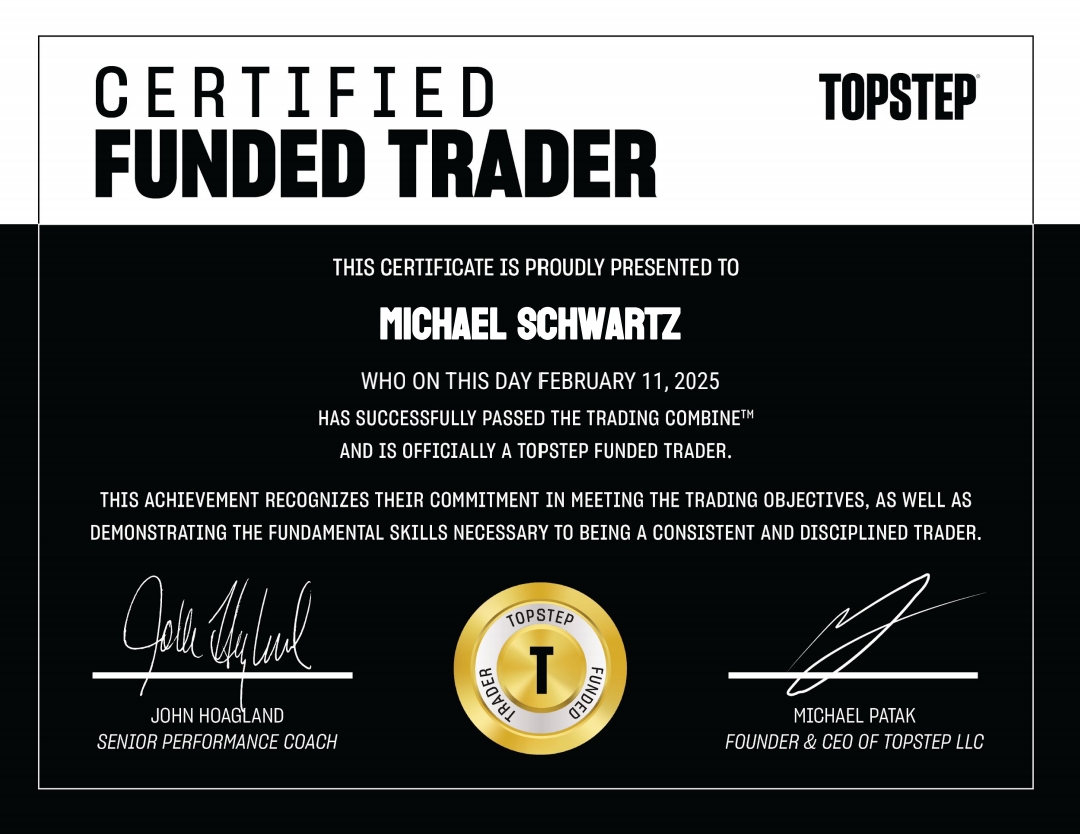 CERTIFIED
TOPSTEP®
FUNDED TRADER
THIS CERTIFICATE IS PROUDLY PRESENTED TO
MICHAEL SCHWARTZ
WHO ON THIS DAY FEBRUARY 11, 2025
HAS SUCCESSFULLY PASSED THE TRADING COMBINE™
AND IS OFFICIALLY A TOPSTEP FUNDED TRADER.
THIS ACHIEVEMENT RECOGNIZES THEIR COMMITMENT IN MEETING THE TRADING OBJECTIVES, AS WELL AS
DEMONSTRATING THE FUNDAMENTAL SKILLS NECESSARY TO BEING A CONSISTENT AND DISCIPLINED TRADER.
TOPSTEP
FUNDED
TRADER
T
JOHN HOAGLAND
SENIOR PERFORMANCE COACH
MICHAEL PATAK
FOUNDER & CEO OF TOPSTEP LLC